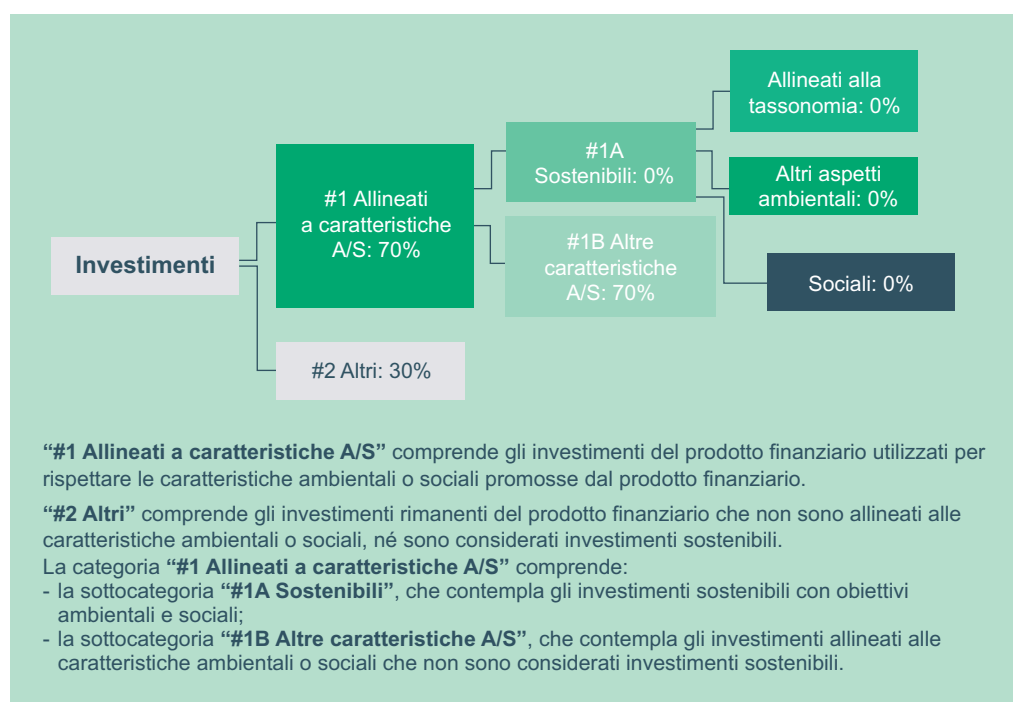 Allineati alla
tassonomia: 0%
#1A
Sostenibili: 0%
Altri aspetti
ambientali: 0%
#1 Allineati
a caratteristiche
A/S: 70%
#1B Altre
caratteristiche
A/S: 70%
Investimenti
Sociali: 0%
#2 Altri: 30%
“#1 Allineati a caratteristiche A/S” comprende gli investimenti del prodotto finanziario utilizzati per
rispettare le caratteristiche ambientali o sociali promosse dal prodotto finanziario.
“#2 Altri” comprende gli investimenti rimanenti del prodotto finanziario che non sono allineati alle
caratteristiche ambientali o sociali, né sono considerati investimenti sostenibili.
La categoria “#1 Allineati a caratteristiche A/S” comprende:
- la sottocategoria “#1A Sostenibili”, che contempla gli investimenti sostenibili con obiettivi
ambientali e sociali;
- la sottocategoria “#1B Altre caratteristiche A/S”, che contempla gli investimenti allineati alle
caratteristiche ambientali o sociali che non sono considerati investimenti sostenibili.